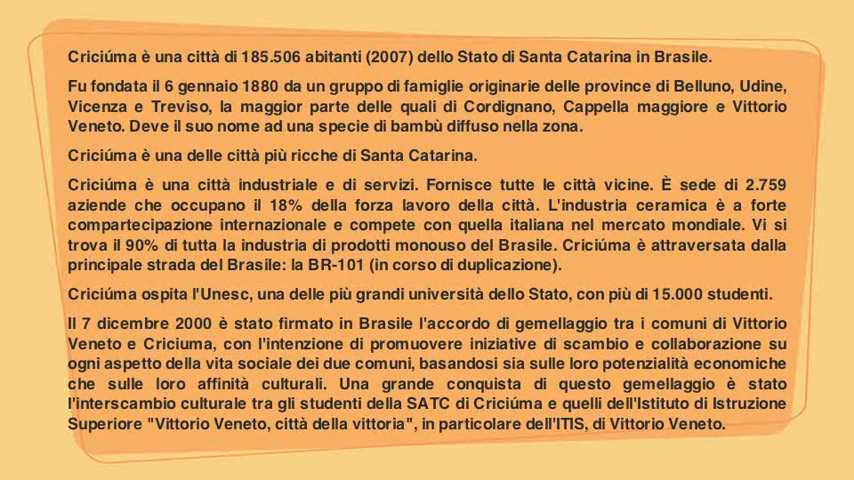 Criciúma è una città di 185.506 abitanti (2007) dello Stato di Santa Catarina in Brasile.
Fu fondata il 6 gennaio 1880 da un gruppo di famiglie originarie delle province di Belluno, Udine,
Vicenza e Treviso, la maggior parte delle quali di Cordignano, Cappella maggiore e Vittorio
Veneto. Deve il suo nome ad una specie di bambù diffuso nella zona.
Criciúma è una delle città più ricche di Santa Catarina.
Criciúma è una città industriale e di servizi. Fornisce tutte le città vicine. È sede di 2.759
aziende che occupano il 18% della forza lavoro della città. L'industria ceramica è a forte
compartecipazione internazionale e compete con quella italiana nel mercato mondiale. Vi si
trova il 90% di tutta la industria di prodotti monouso del Brasile. Criciúma è attraversata dalla
principale strada del Brasile: la BR-101 (in corso di duplicazione).
Criciúma ospita l'Unesc, una delle più grandi università dello Stato, con più di 15.000 studenti.
Il 7 dicembre 2000 è stato firmato in Brasile l'accordo di gemellaggio tra i comuni di Vittorio
Veneto e Criciuma, con l'intenzione di promuovere iniziative di scambio e collaborazione su
ogni aspetto della vita sociale dei due comuni, basandosi sia sulle loro potenzialità economiche
che sulle loro affinità culturali. Una grande conquista di questo gemellaggio è stato
l'interscambio culturale tra gli studenti della SATC di Criciúma e quelli dell'Istituto di Istruzione
Superiore "Vittorio Veneto, città della vittoria", in particolare dell'ITIS, di Vittorio Veneto.